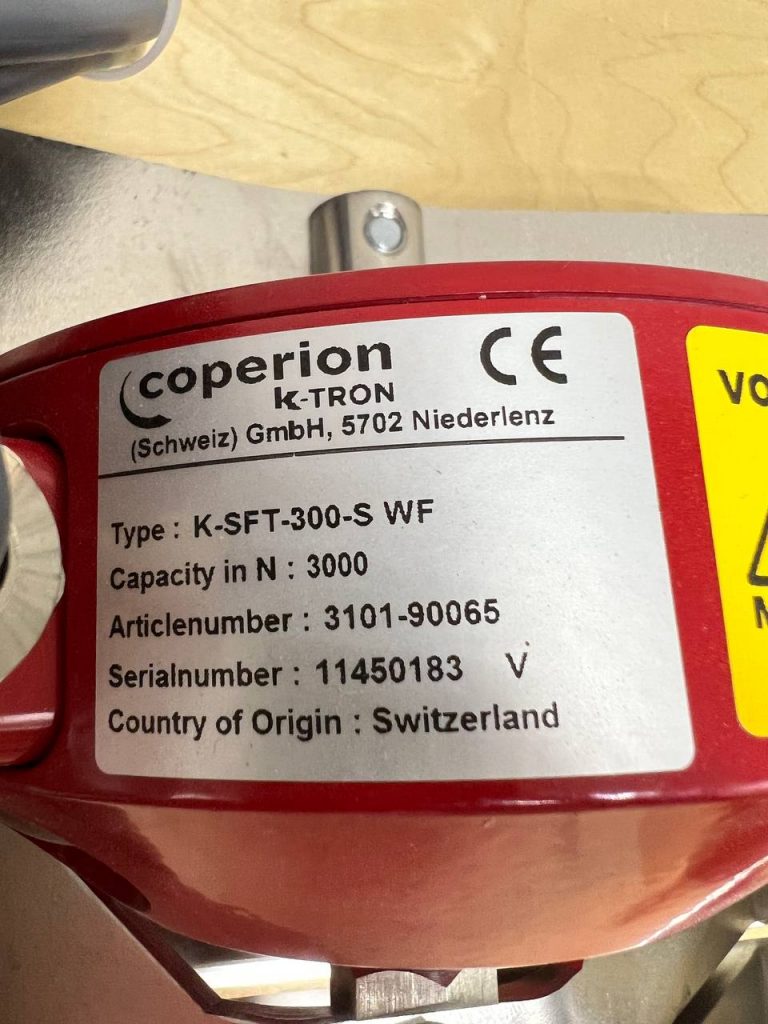 coperion
K-TRON
CE
(Schweiz) GmbH, 5702 Niederlenz
Type : K-SFT-300-S WF
Capacity in N : 3000
Articlenumber : 3101-90065
Serialnumber : 11450183 V
Country of Origin : Switzerland